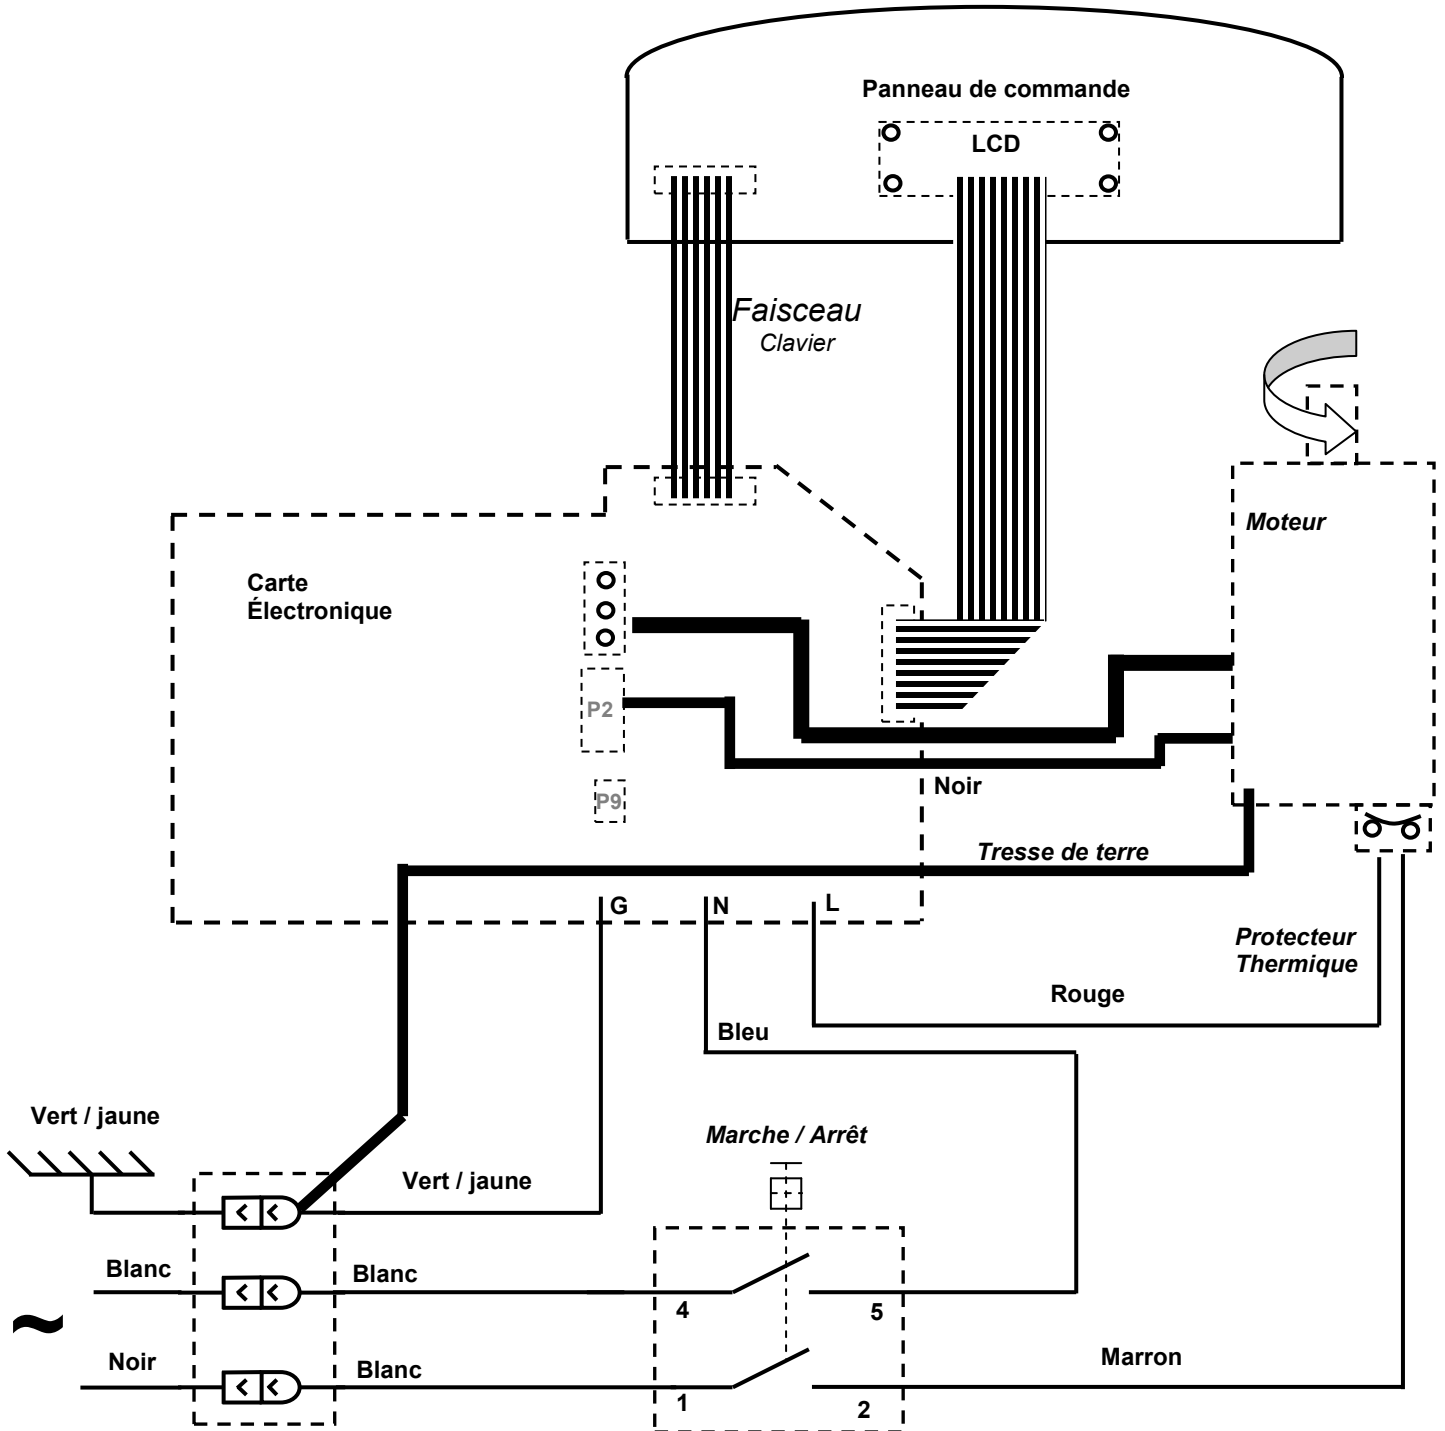 Panneau de commande
LCD
Faisceau
Clavier
Moteur
Carte
Électronique
P2
Noir
P9
Tresse de terre
G
N
L
Protecteur
Thermique
Rouge
Bleu
Vert / jaune
Marche / Arrêt
Vert / jaune
Blanc
Blanc
4
5
~
Noir
Blanc
Marron
1
2